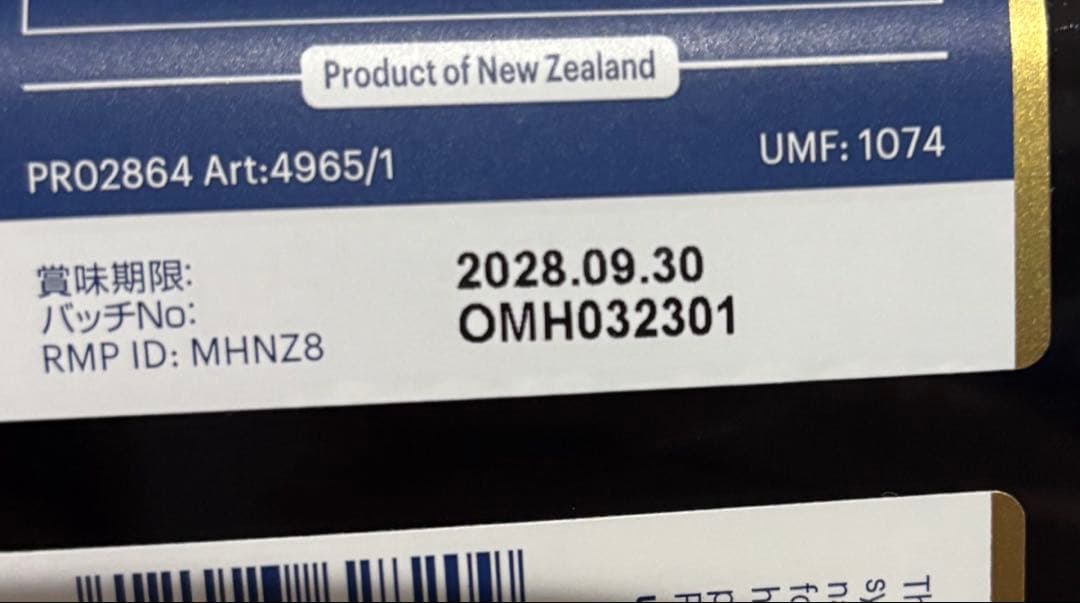 Product of New Zealand
PRO2864 Art:4965/1
UMF: 1074
賞味期限: 2028.09.30
バッチNo: OMH032301
RMP ID: MHNZ8